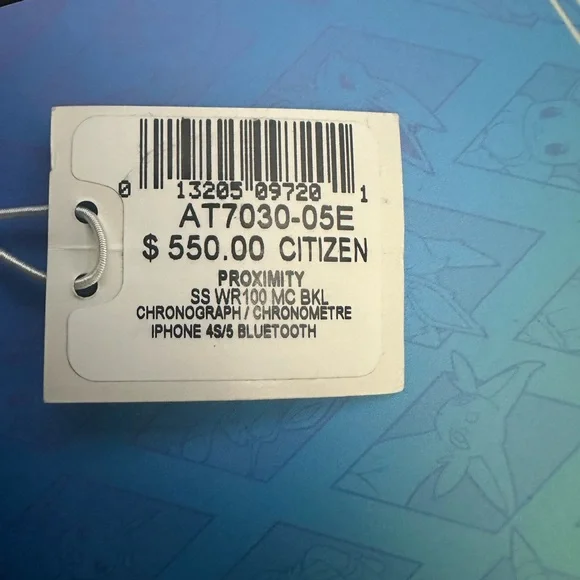 0 13205 09720 1
AT7030-05E
$ 550.00 CITIZEN
PROXIMITY
SS WR100 MC BKL
CHRONOGRAPH / CHRONOMETRE
IPHONE 4S/5 BLUETOOTH